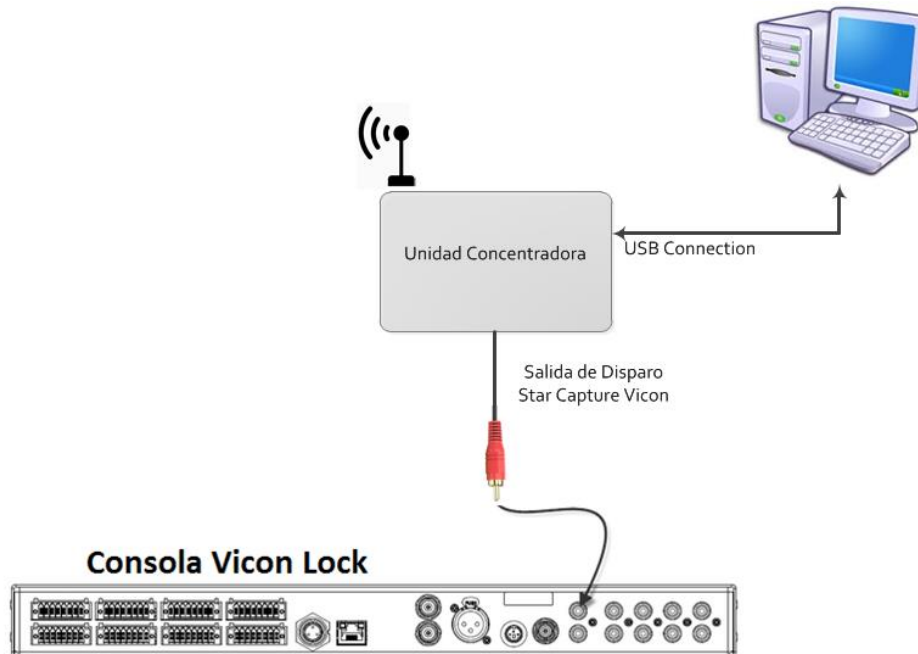 Unidad Concentradora
USB Connection
Salida de Disparo
Star Capture Vicon
Consola Vicon Lock